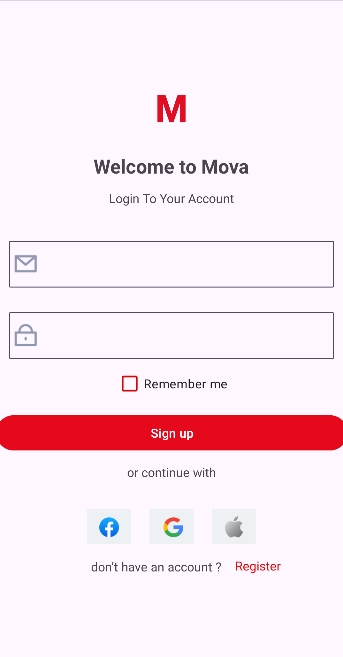 M
Welcome to Mova
Login To Your Account
Remember me
Sign up
or continue with
don't have an account ? Register